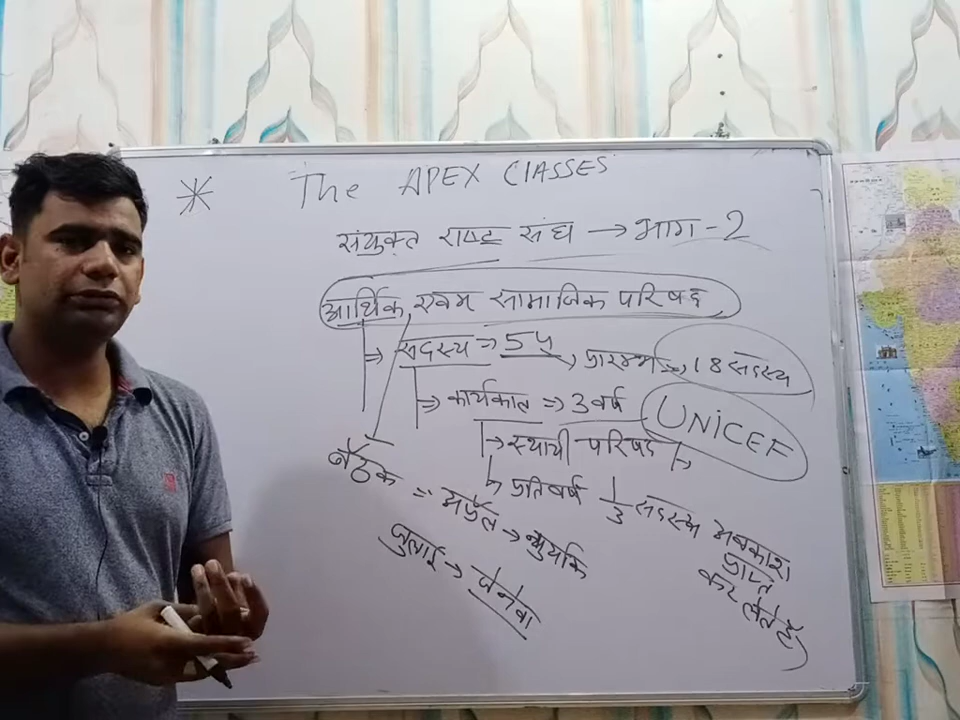 The APEX ClASSES
संयुक्त राष्ट्र संघ → भाग - 2
आर्थिक, एवम सामाजिक परिषद
⇒ सदस्य → 54, प्रारम्भ ⇒, 18 सदस्य
⇒ कार्यकाल ⇒ 3 वर्ष
UNiCEF
→ स्थायी परिषद
↳ प्रतिवर्ष 1/3 सदस्य अवकाश
प्राप्त
कर लेते हैं
बैठक = अप्रैल → न्युयार्क
जुलाई → जेनेवा